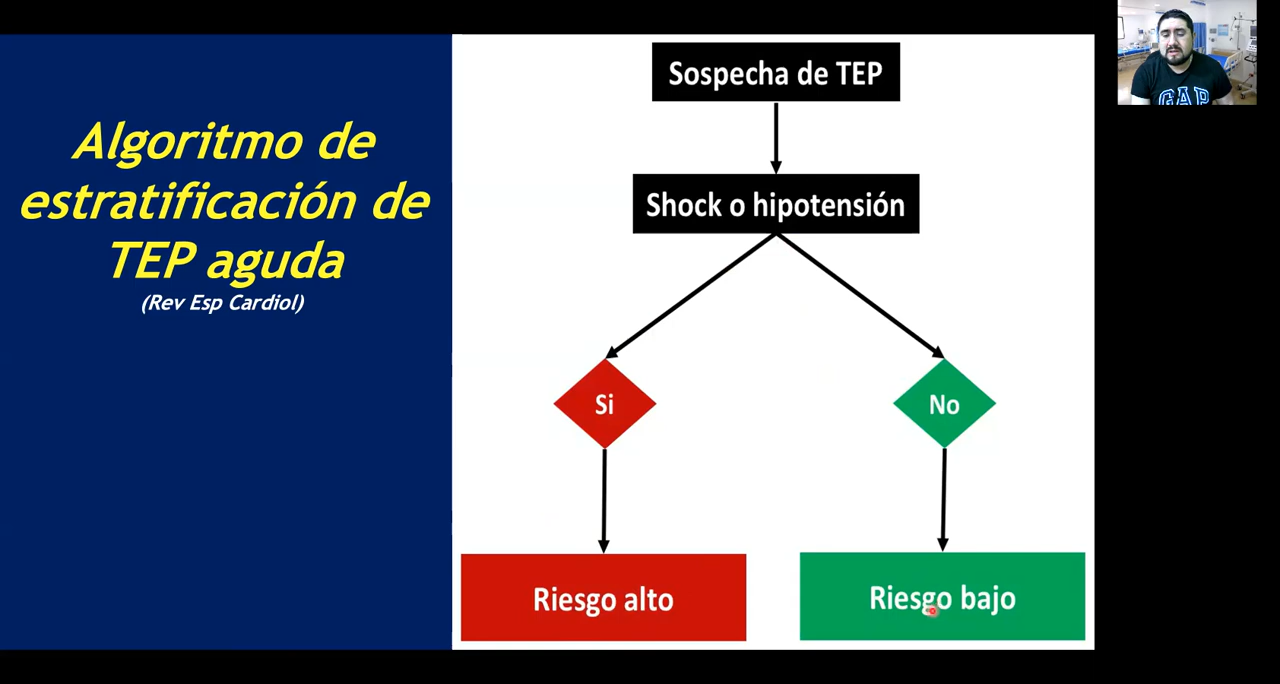 Algoritmo de
estratificación de
TEP aguda
(Rev Esp Cardiol)
Sospecha de TEP
Shock o hipotensión
Si
No
Riesgo alto
Riesgo bajo
GAP